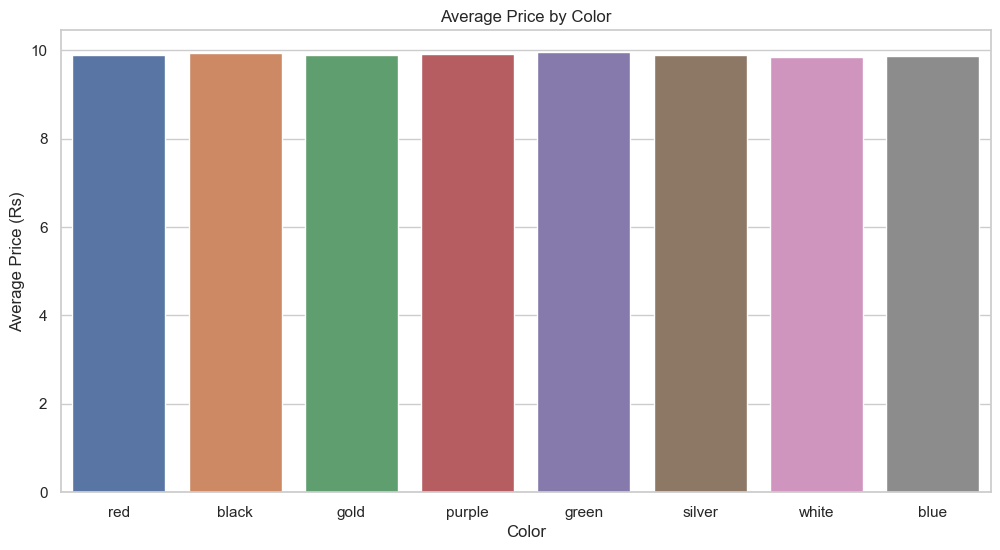 Average Price by Color
Average Price (Rs)
10
8
6
4
2
0
red black gold purple green silver white blue
Color